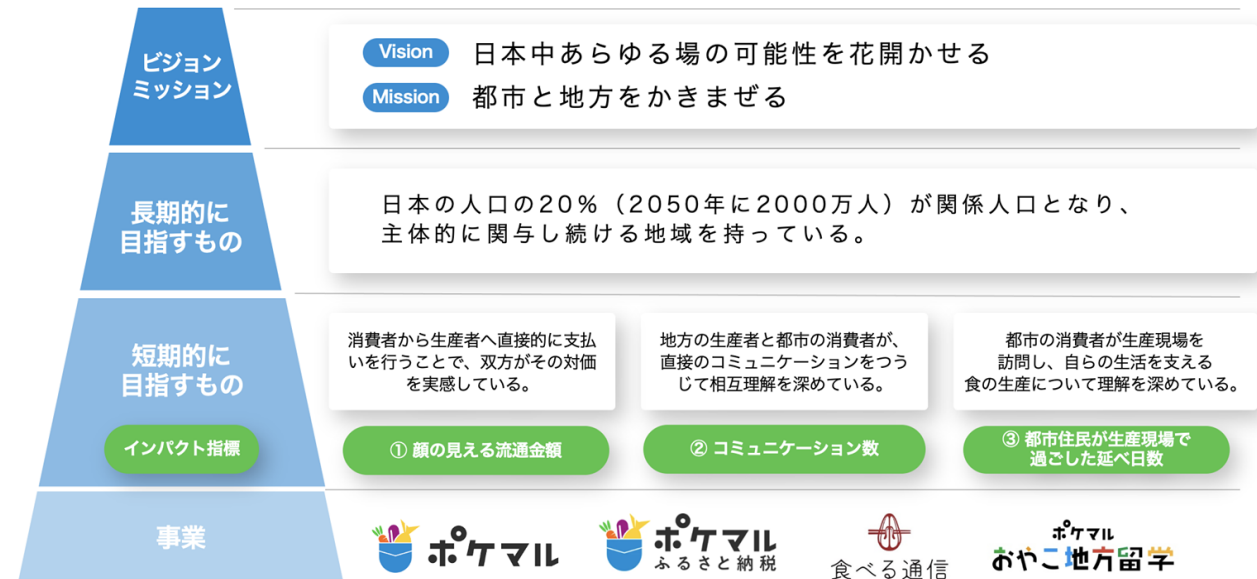 ビジョン
ミッション
Vision
日本中あらゆる場の可能性を花開かせる
Mission
都市と地方をかきまぜる
長期的に
目指すもの
日本の人口の20%（2050年に2000万人）が関係人口となり、
主体的に関与し続ける地域を持っている。
短期的に
目指すもの
消費者から生産者へ直接的に支払
いを行うことで、双方がその対価
を実感している。
地方の生産者と都市の消費者が、
直接のコミュニケーションをつう
じて相互理解を深めている。
都市の消費者が生産現場を
訪問し、自らの生活を支える
食の生産について理解を深めている。
インパクト指標
① 顔の見える流通金額
② コミュニケーション数
③ 都市住民が生産現場で
過ごした延べ日数
事業
ポケマル
ポケマル
ふるさと納税
食べる通信
ポケマル
おやこ地方留学